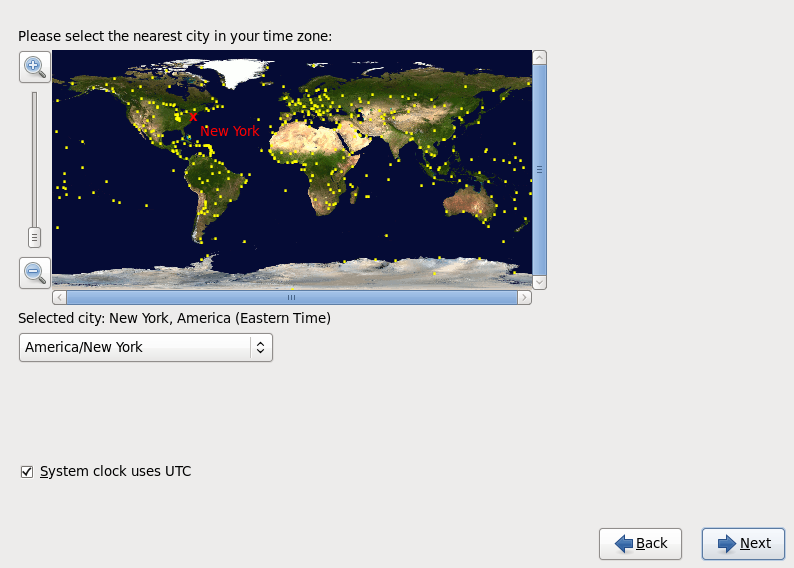 Please select the nearest city in your time zone:
New York
Selected city: New York, America (Eastern Time)
America/New York
System clock uses UTC
Back
Next